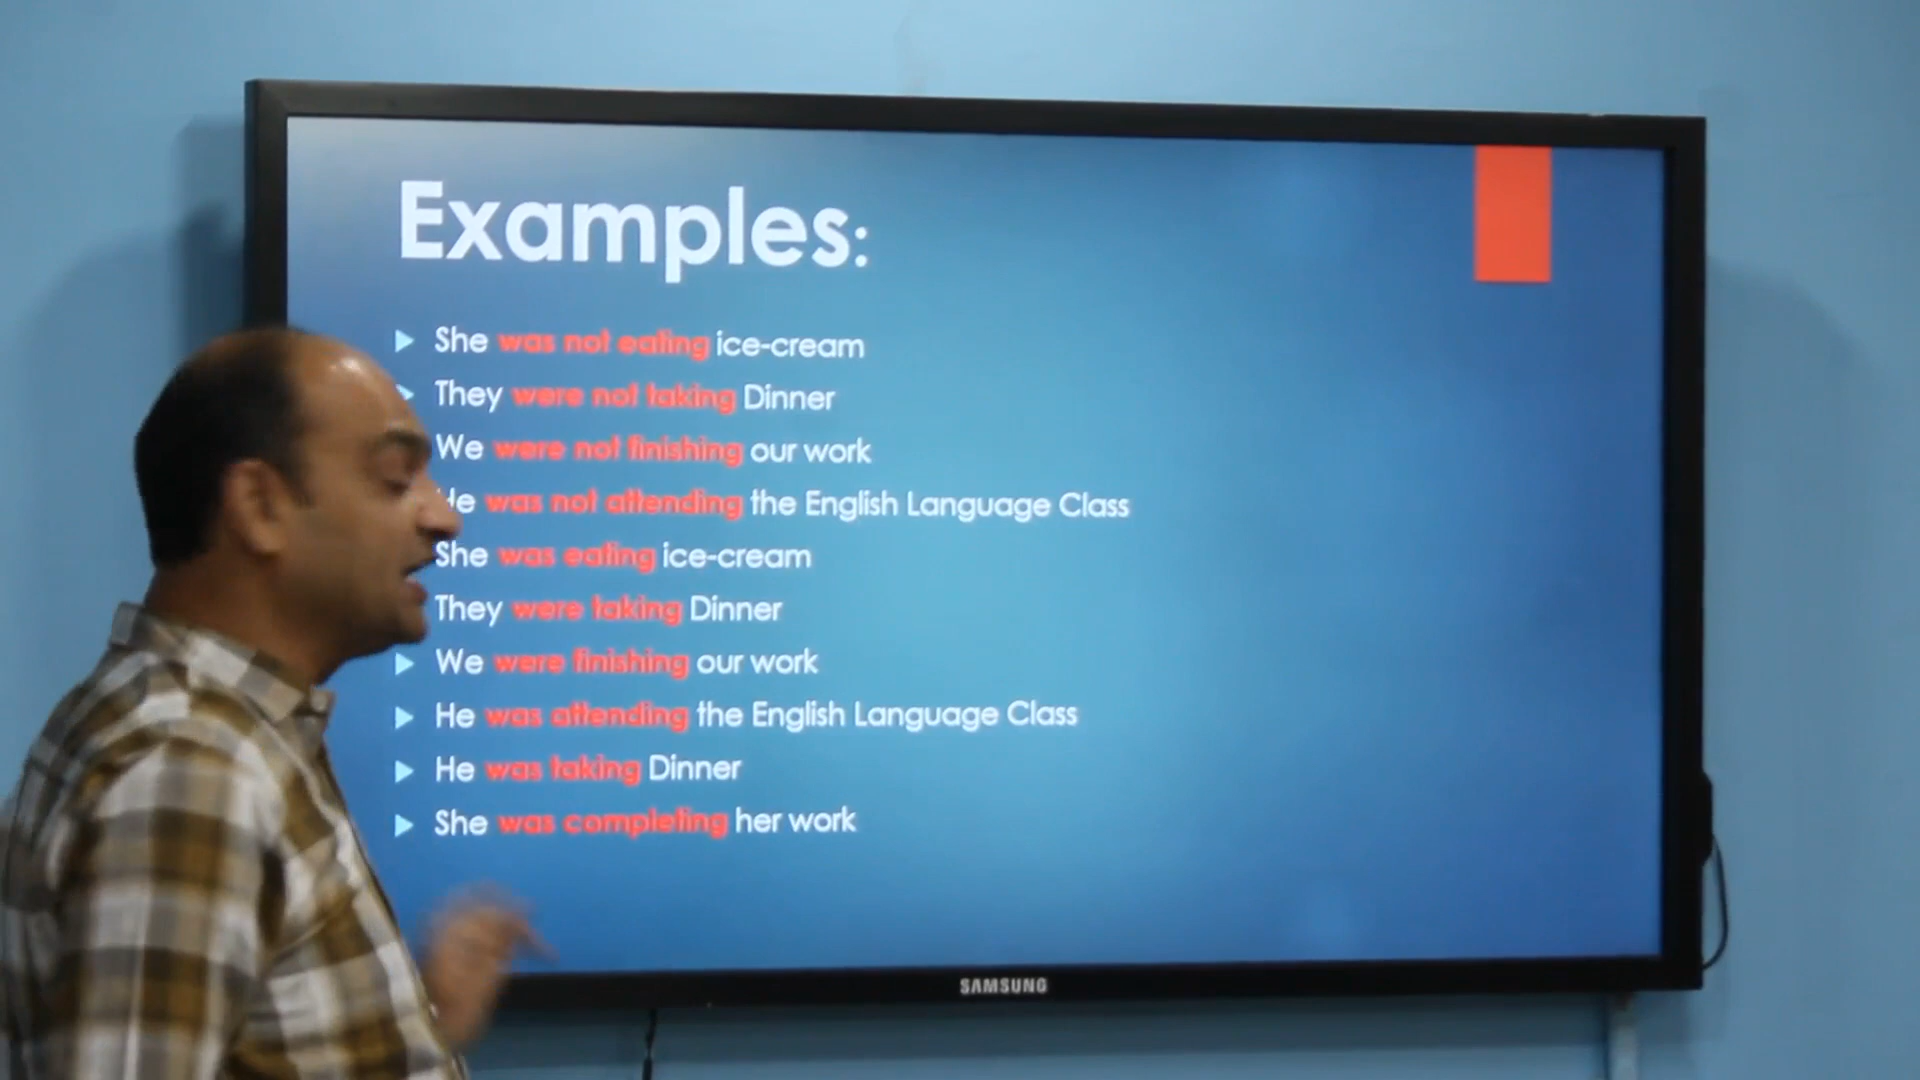 Examples:
She was not eating ice-cream
They were not taking Dinner
We were not finishing our work
He was not attending the English Language Class
She was eating ice-cream
They were taking Dinner
We were finishing our work
He was attending the English Language Class
He was taking Dinner
She was completing her work
SAMSUNG